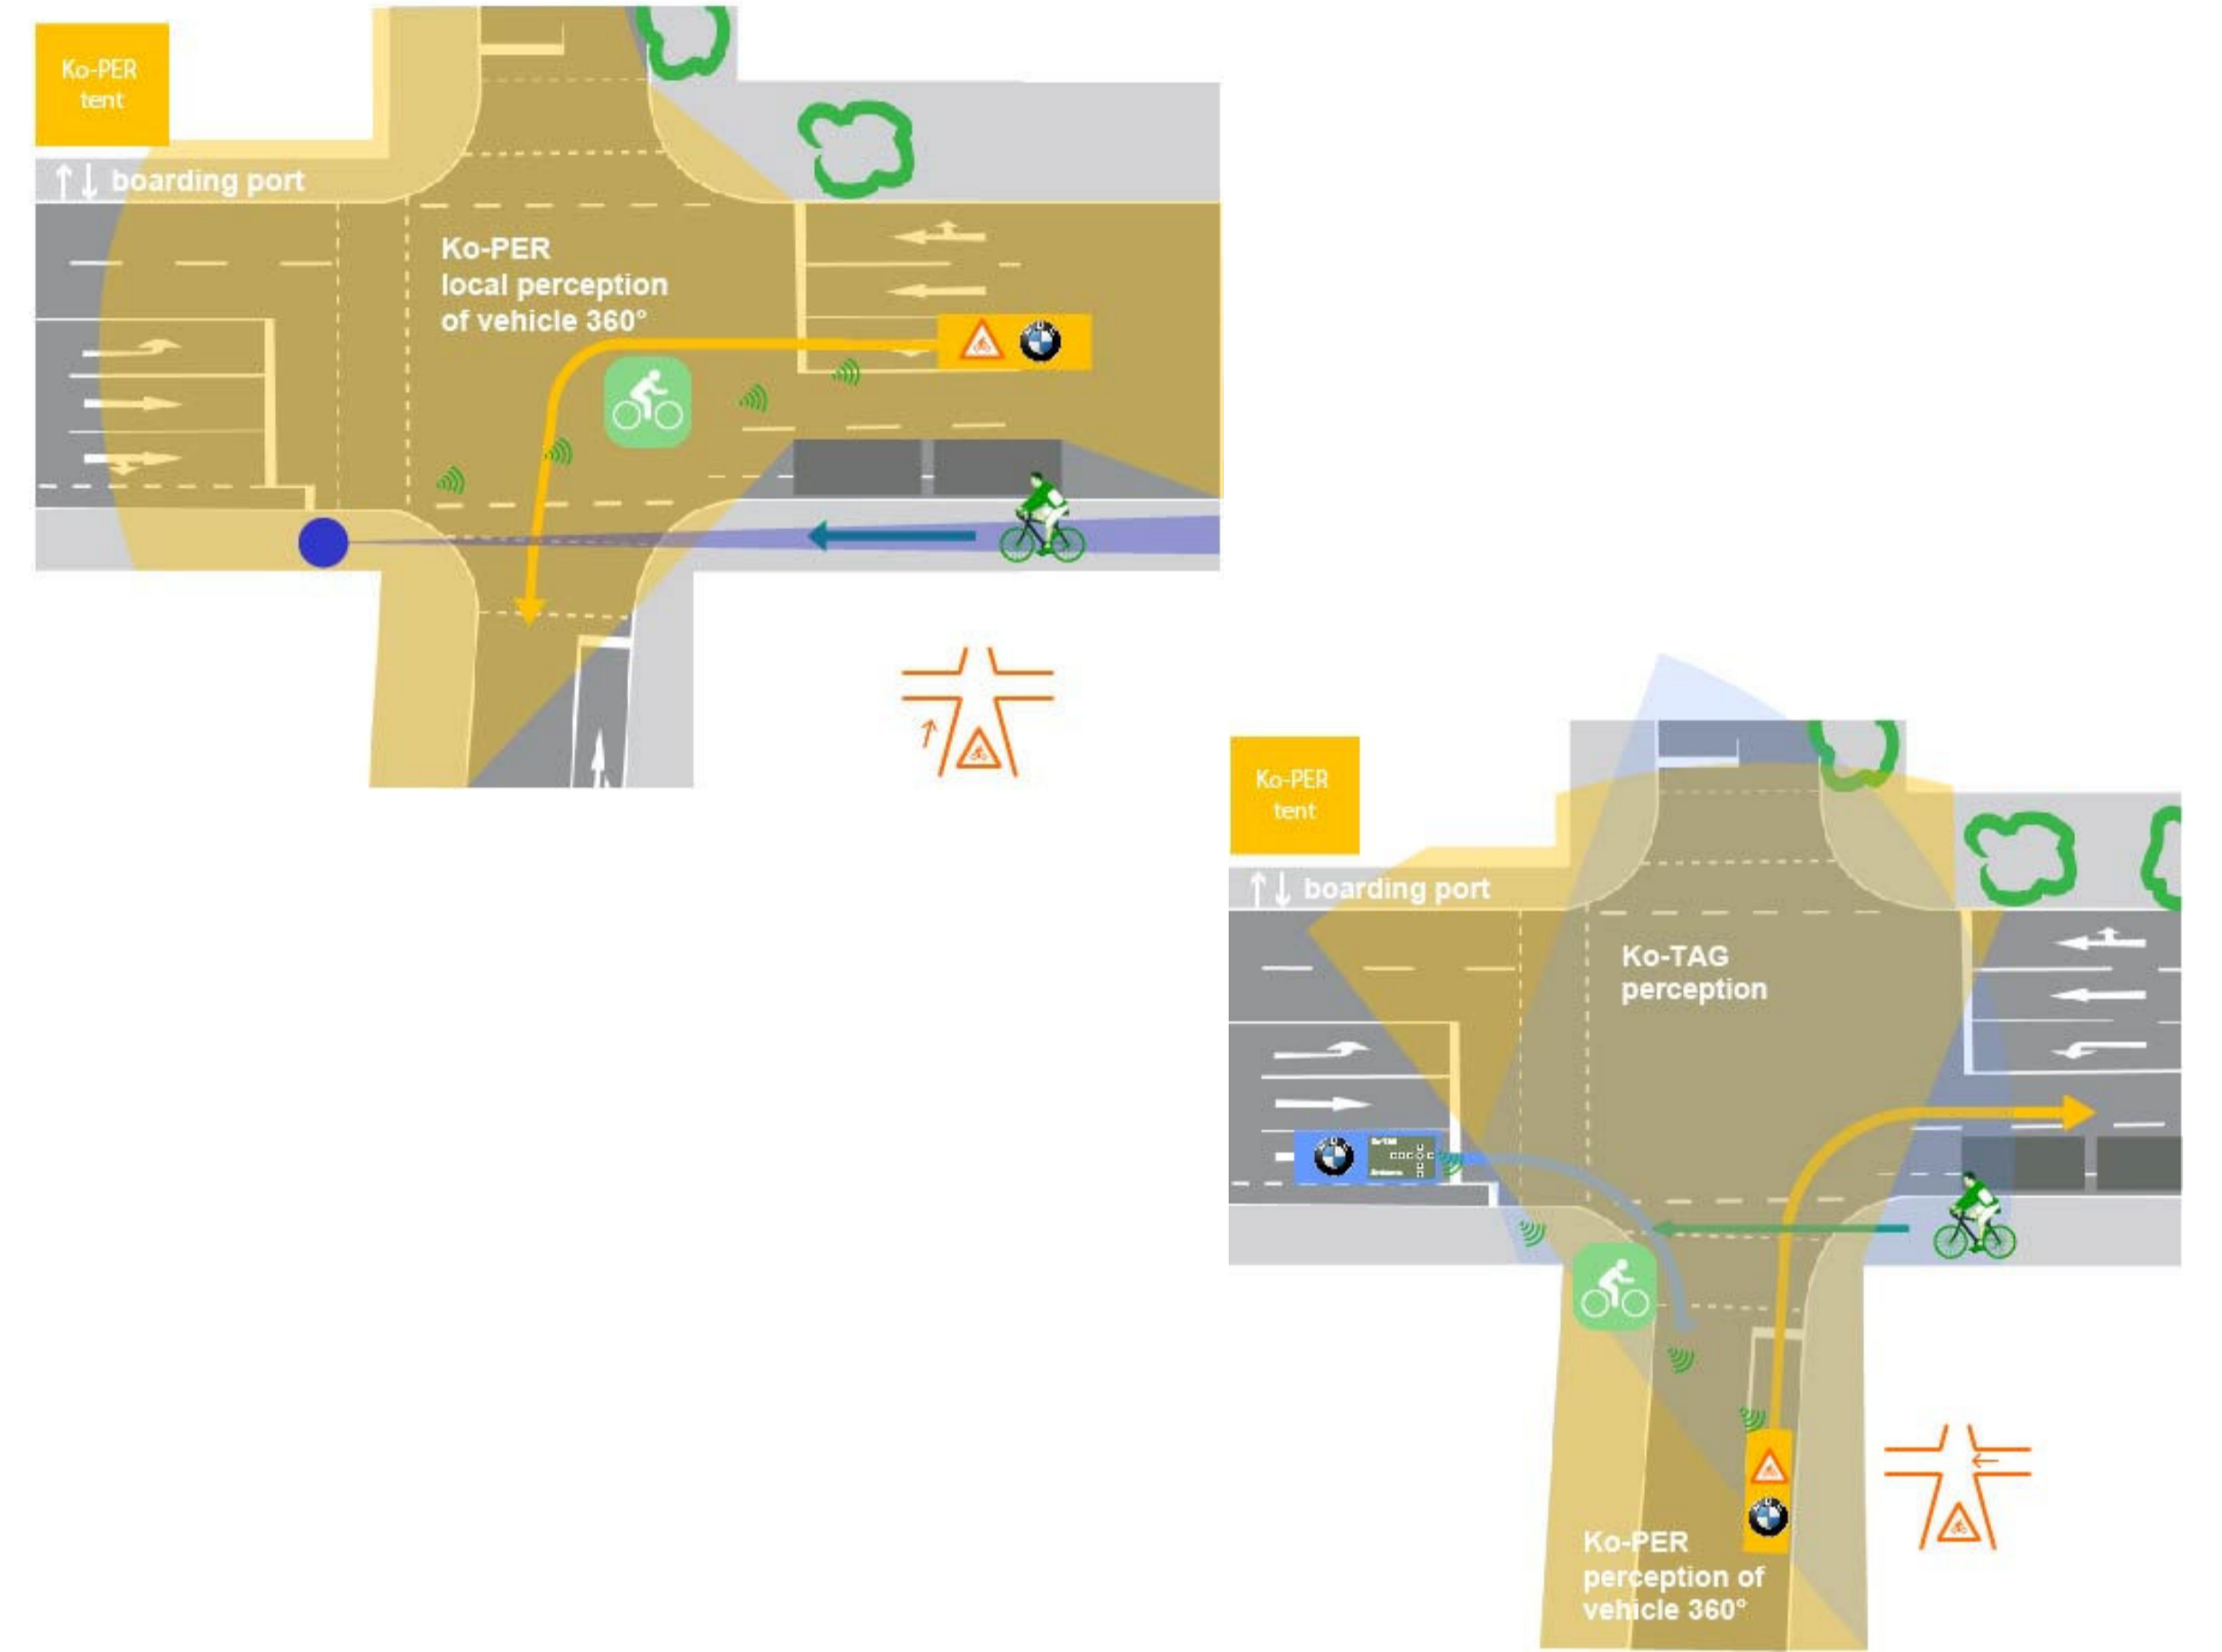 Ko-PER
tent
boarding port
Ko-PER
local perception
of vehicle 360°
Ko-PER
tent
boarding port
Ko-TAG
perception
Ko-PER
perception of
vehicle 360°